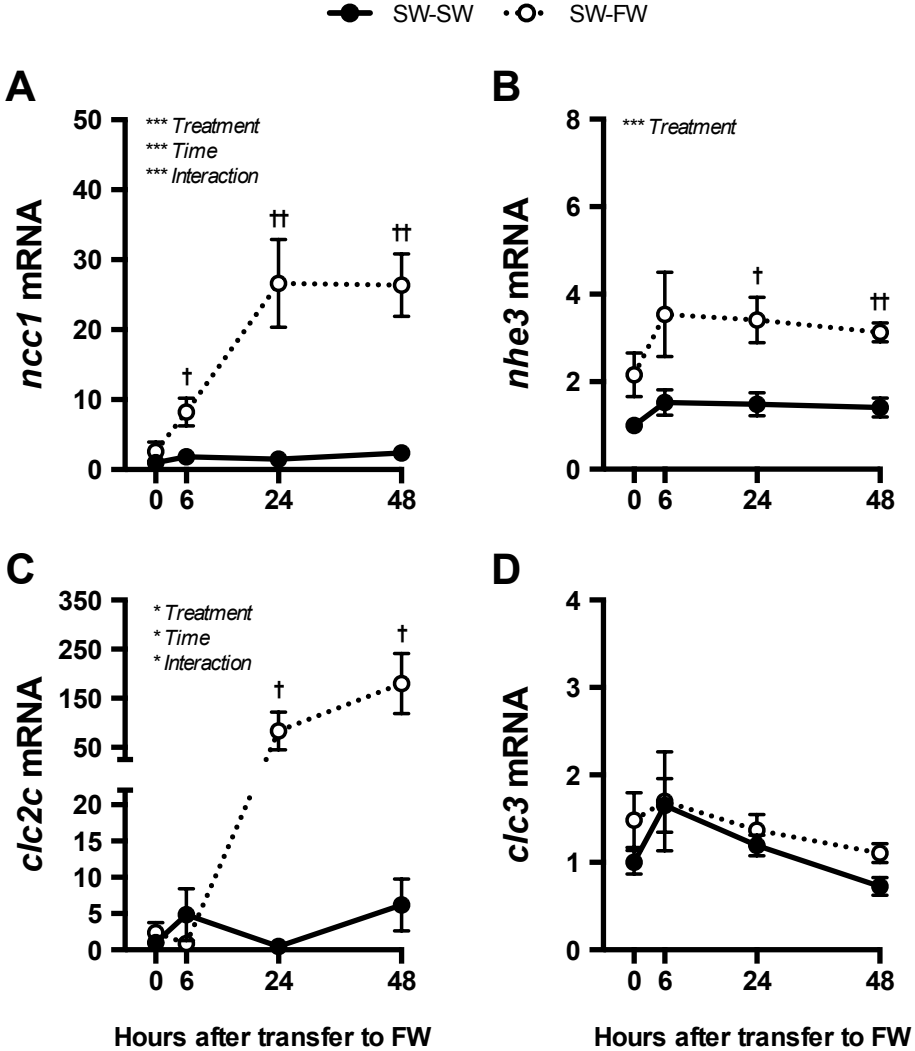 SW-SW SW-FW
A
*** Treatment
*** Time
*** Interaction
†
††
††
50
40
30
20
10
0
ncc1 mRNA
0 6 24 48
B
*** Treatment
†
††
8
6
4
2
0
nhe3 mRNA
0 6 24 48
C
* Treatment
* Time
* Interaction
†
†
350
250
150
50
20
15
10
5
0
clc2c mRNA
0 6 24 48
Hours after transfer to FW
D
4
3
2
1
0
clc3 mRNA
0 6 24 48
Hours after transfer to FW